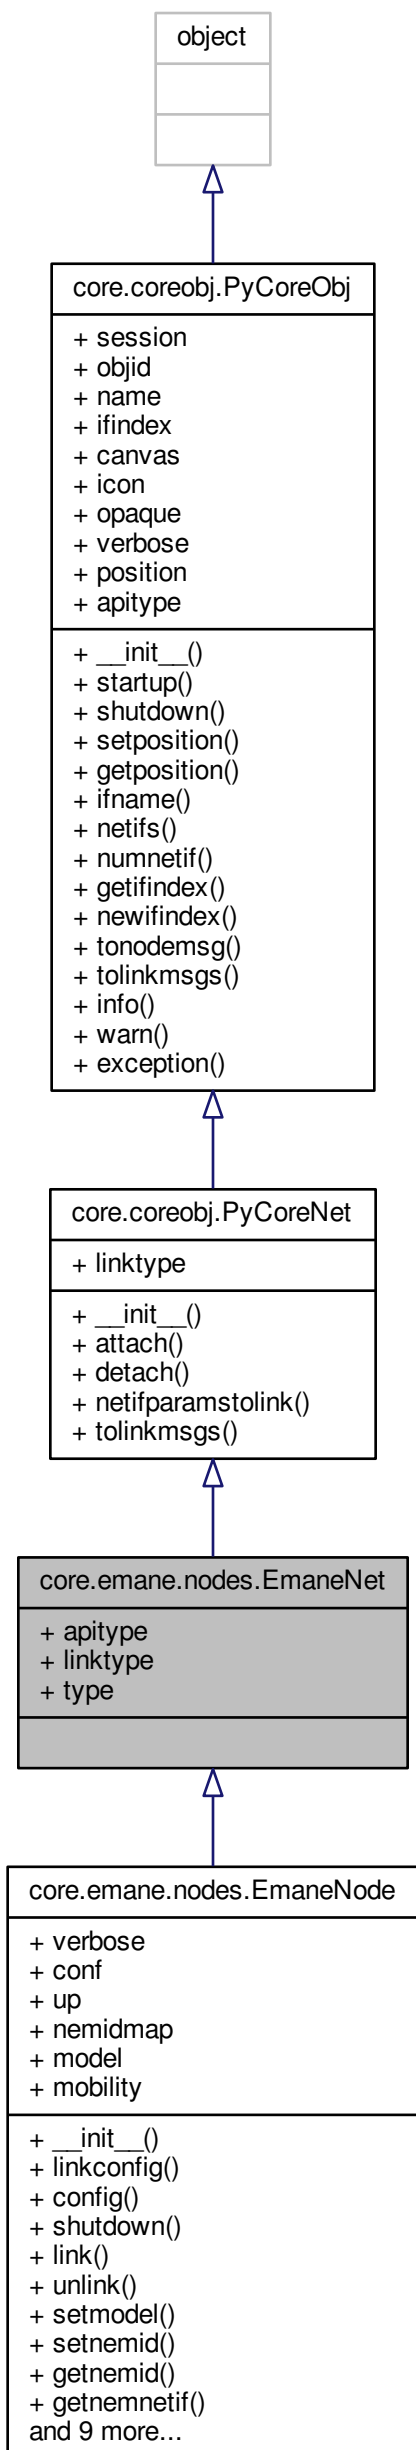 object
core.coreobj.PyCoreObj
+ session
+ objid
+ name
+ ifindex
+ canvas
+ icon
+ opaque
+ verbose
+ position
+ apitype
+ __init__()
+ startup()
+ shutdown()
+ setposition()
+ getposition()
+ ifname()
+ netifs()
+ numnetif()
+ getifindex()
+ newifindex()
+ tonodemsg()
+ tolinkmsgs()
+ info()
+ warn()
+ exception()
core.coreobj.PyCoreNet
+ linktype
+ __init__()
+ attach()
+ detach()
+ netifparamstolink()
+ tolinkmsgs()
core.emane.nodes.EmaneNet
+ apitype
+ linktype
+ type
core.emane.nodes.EmaneNode
+ verbose
+ conf
+ up
+ nemidmap
+ model
+ mobility
+ __init__()
+ linkconfig()
+ config()
+ shutdown()
+ link()
+ unlink()
+ setmodel()
+ setnemid()
+ getnemid()
+ getnemnetif()
and 9 more...